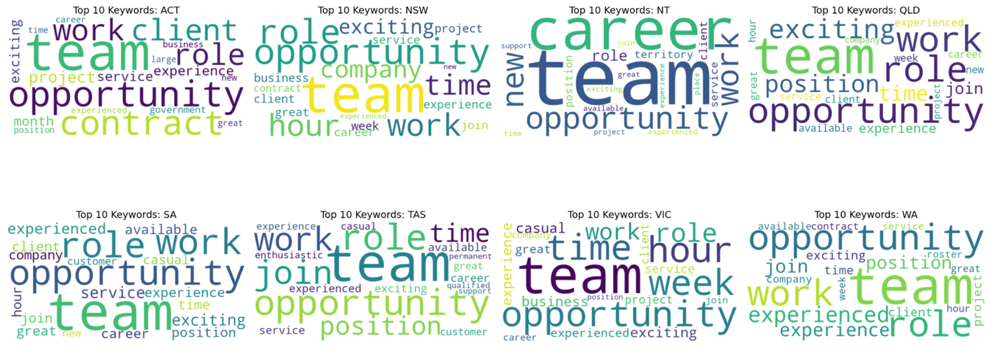 Top 10 Keywords: ACT
career
time
work client
exciting
team
business
large
role
project service experience
new
opportunity
experienced government
month
position
contract
great
Top 10 Keywords: NSW
role exciting project
service
opportunity
business company new
contract
client
team time
great
experience
experienced
hour week work join
career
Top 10 Keywords: NT
career
support
join
client
new
position
role territory
team
great
exciting
experience
place
service
work
available
opportunity
time
project
experienced
Top 10 Keywords: QLD
hour
exciting experienced
company
work
team week career
role new
position
great
service client time join
project
opportunity
available experience
Top 10 Keywords: SA
experienced available
client role work
company
customer casual
opportunity
hour
service experience
team time
join
exciting
great new career position
Top 10 Keywords: TAS
experience casual
work role time
enthusiastic
available
team permanent
join great
career
experienced exciting qualified
support
opportunity
position
service customer
Top 10 Keywords: VIC
experience
casual work role
company
great time client hour
team service
week
business position project join
opportunity
career experienced exciting
Top 10 Keywords: WA
available contract service
opportunity
exciting roster
join position
time great
company
week
work team
project
experienced client hour
experience role